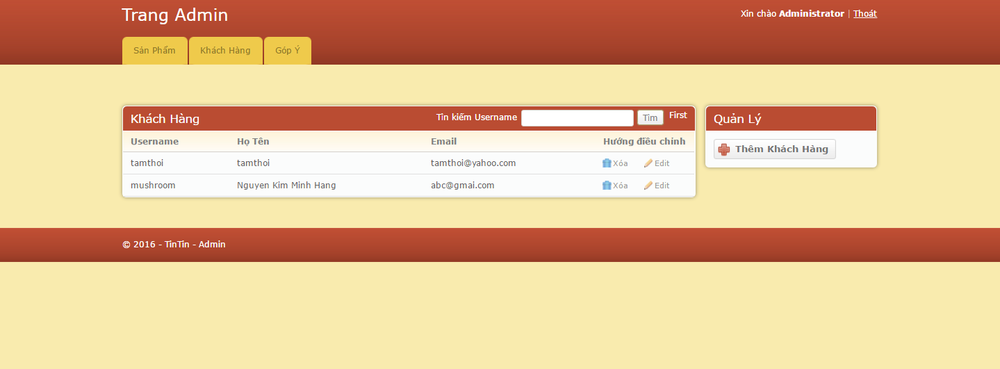 Trang Admin
Xin chào Administrator | Thoát
Sản Phẩm Khách Hàng Góp Ý
Khách Hàng Tìn kiếm Username Tìm First
Username Họ Tên Email Hướng điều chỉnh
tamthoi tamthoi tamthoi@yahoo.com Xóa Edit
mushroom Nguyen Kim Minh Hang abc@gmai.com Xóa Edit
Quản Lý
Thêm Khách Hàng
© 2016 - TinTin - Admin